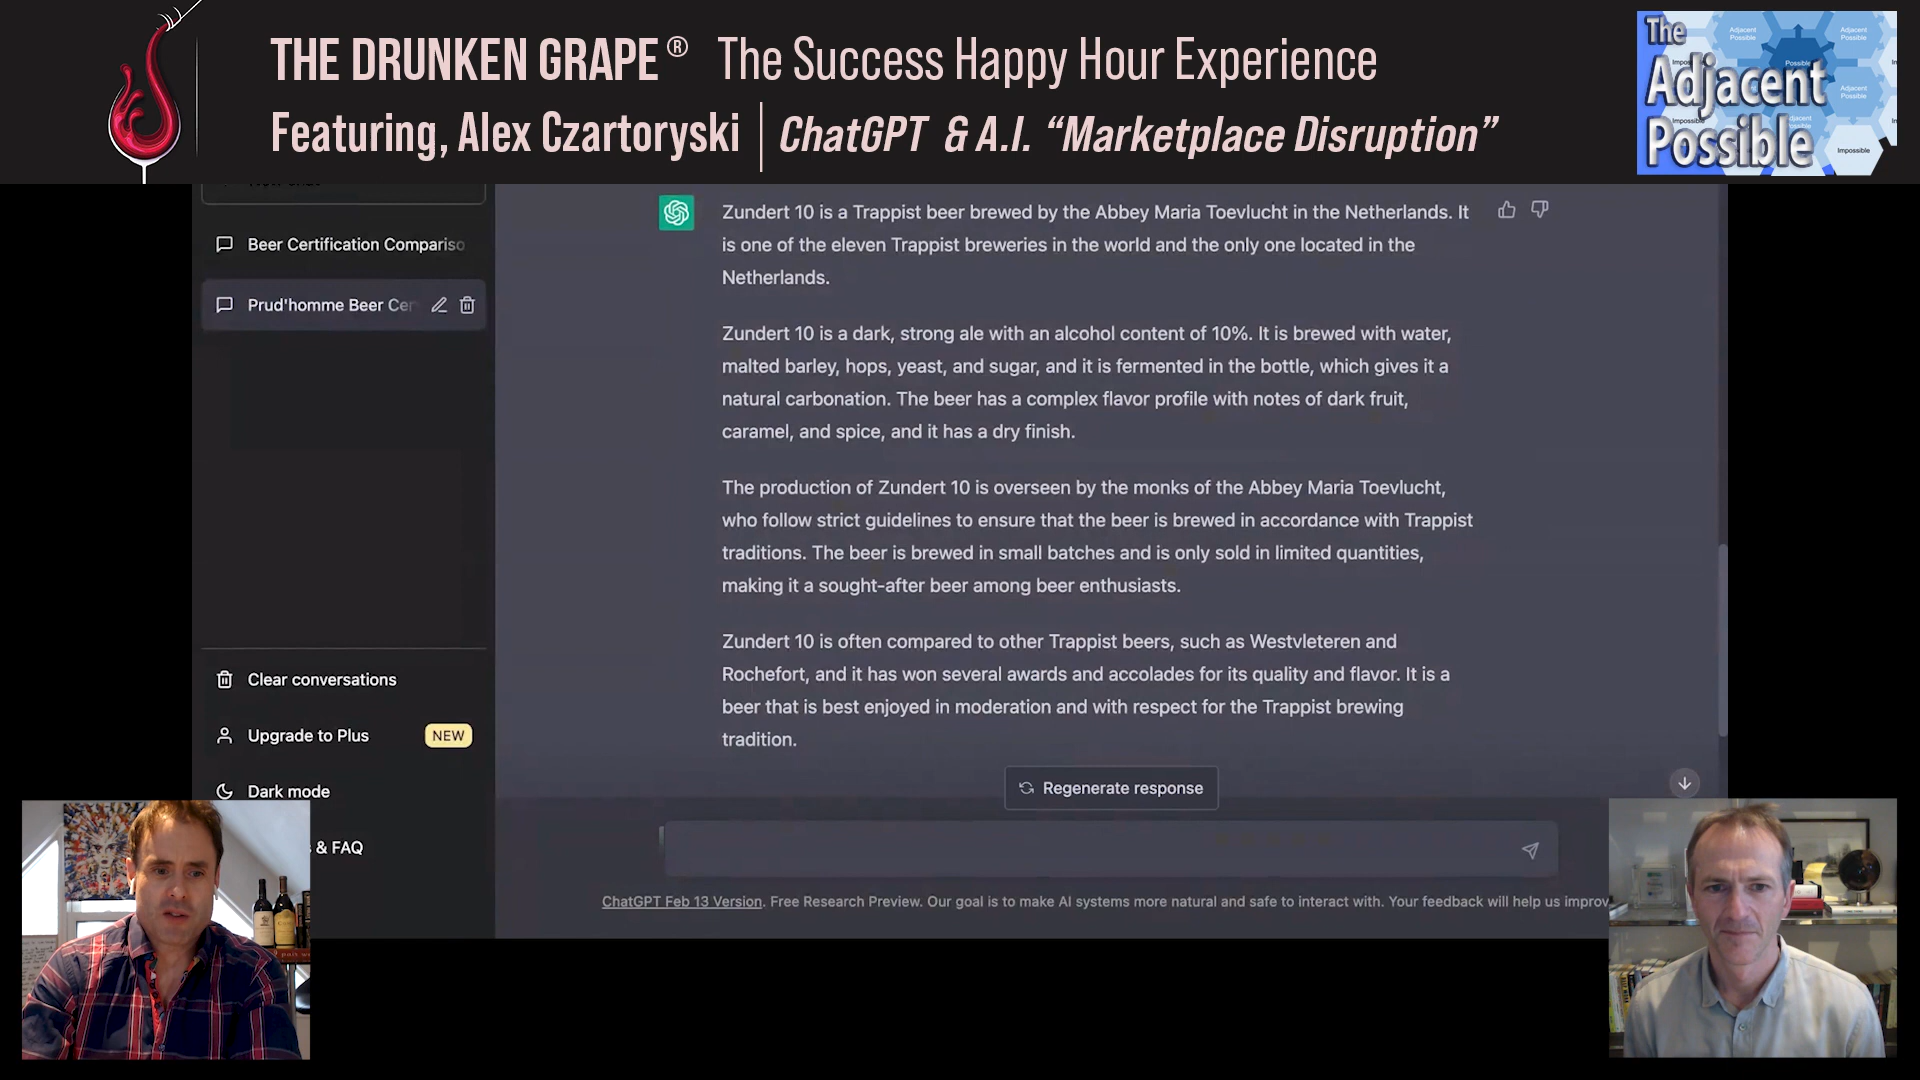 THE DRUNKEN GRAPE® The Success Happy Hour Experience
Featuring, Alex Czartoryski | ChatGPT & A.I. “Marketplace Disruption”
The
Adjacent
Possible
Adjacent
Possible
Adjacent
Possible
Possible
Adjacent
Possible
Impossible
Impossible
Beer Certification Compariso
Prud'homme Beer Cer
Zundert 10 is a Trappist beer brewed by the Abbey Maria Toevlucht in the Netherlands. It
is one of the eleven Trappist breweries in the world and the only one located in the
Netherlands.
Zundert 10 is a dark, strong ale with an alcohol content of 10%. It is brewed with water,
malted barley, hops, yeast, and sugar, and it is fermented in the bottle, which gives it a
natural carbonation. The beer has a complex flavor profile with notes of dark fruit,
caramel, and spice, and it has a dry finish.
The production of Zundert 10 is overseen by the monks of the Abbey Maria Toevlucht,
who follow strict guidelines to ensure that the beer is brewed in accordance with Trappist
traditions. The beer is brewed in small batches and is only sold in limited quantities,
making it a sought-after beer among beer enthusiasts.
Zundert 10 is often compared to other Trappist beers, such as Westvleteren and
Rochefort, and it has won several awards and accolades for its quality and flavor. It is a
beer that is best enjoyed in moderation and with respect for the Trappist brewing
tradition.
Clear conversations
Upgrade to Plus NEW
Dark mode
& FAQ
Regenerate response
ChatGPT Feb 13 Version. Free Research Preview. Our goal is to make AI systems more natural and safe to interact with. Your feedback will help us improv